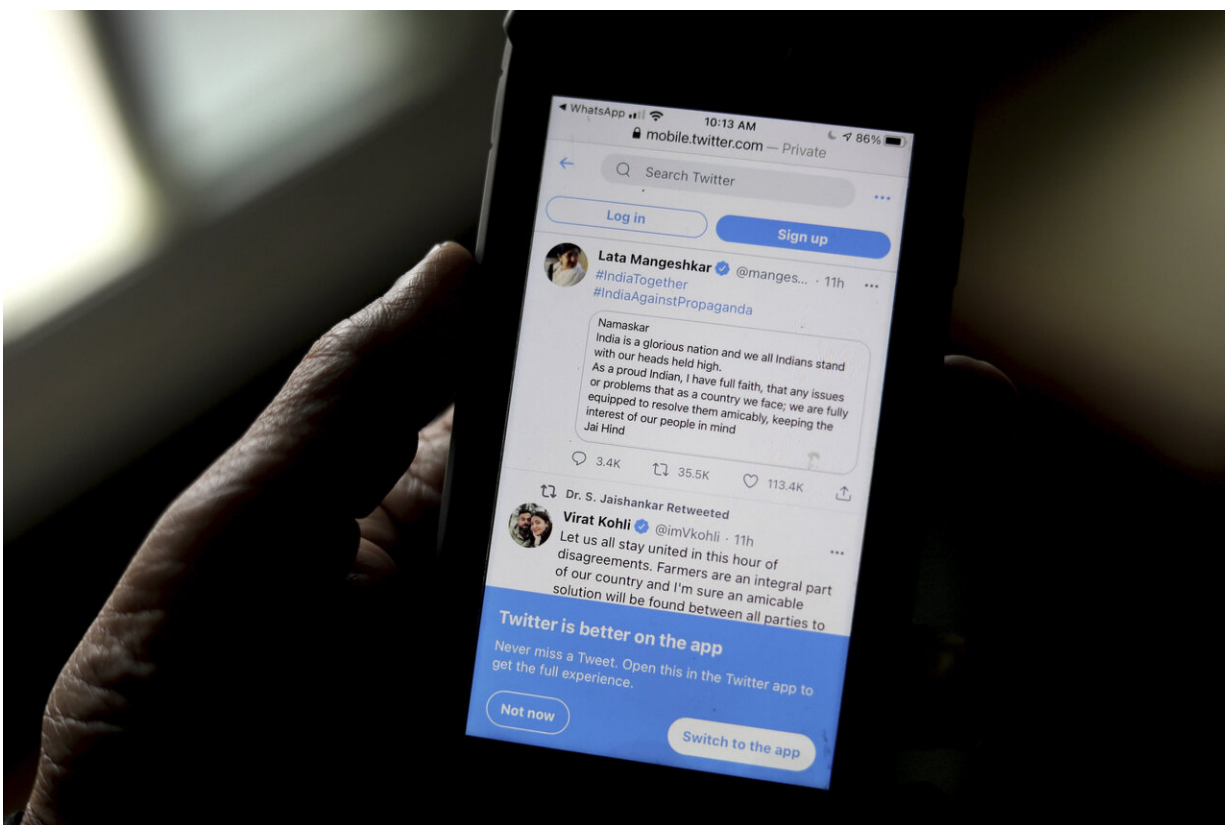 WhatsApp 10:13 AM 86%
mobile.twitter.com — Private
Search Twitter
Log in Sign up
Lata Mangeshkar @manges... · 11h
#IndiaTogether
#IndiaAgainstPropaganda
Namaskar
India is a glorious nation and we all Indians stand
with our heads held high.
As a proud Indian, I have full faith, that any issues
or problems that as a country we face; we are fully
equipped to resolve them amicably, keeping the
interest of our people in mind
Jai Hind
3.4K 35.5K 113.4K
Dr. S. Jaishankar Retweeted
Virat Kohli @imVkohli · 11h
Let us all stay united in this hour of
disagreements. Farmers are an integral part
of our country and I'm sure an amicable
solution will be found between all parties to
Twitter is better on the app
Never miss a Tweet. Open this in the Twitter app to
get the full experience.
Not now Switch to the app